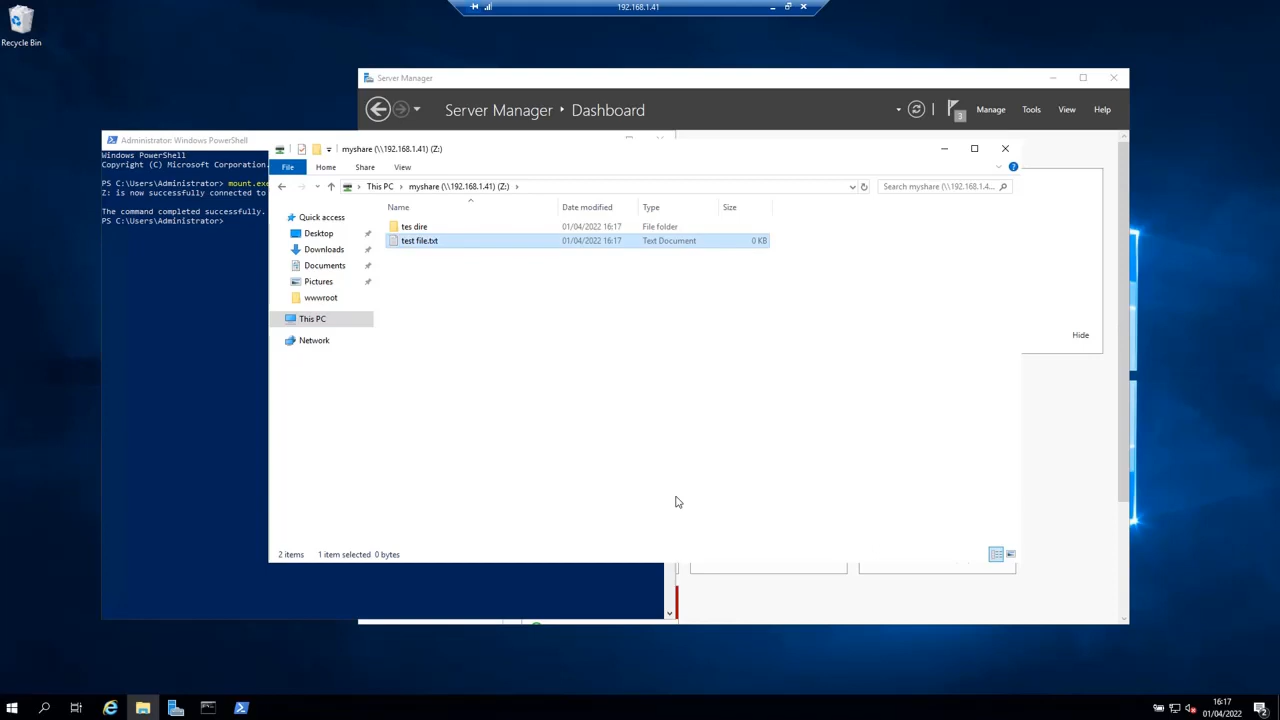 192.168.1.41
Recycle Bin
Server Manager
Server Manager • Dashboard
3
Manage
Tools
View
Help
Administrator: Windows PowerShell
Windows PowerShell
Copyright (C) Microsoft Corporation.
PS C:\Users\Administrator> mount.exe
Z: is now successfully connected to
The command completed successfully.
PS C:\Users\Administrator>
myshare (\\192.168.1.41) (Z:)
File
Home
Share
View
This PC > myshare (\\192.168.1.41) (Z:) >
Search myshare (\\192.168.1.4...
Name
Date modified
Type
Size
Quick access
Desktop
Downloads
Documents
Pictures
wwwroot
This PC
Network
tes dire 01/04/2022 16:17 File folder
test file.txt 01/04/2022 16:17 Text Document 0 KB
Hide
2 items
1 item selected 0 bytes
16:17
01/04/2022
2